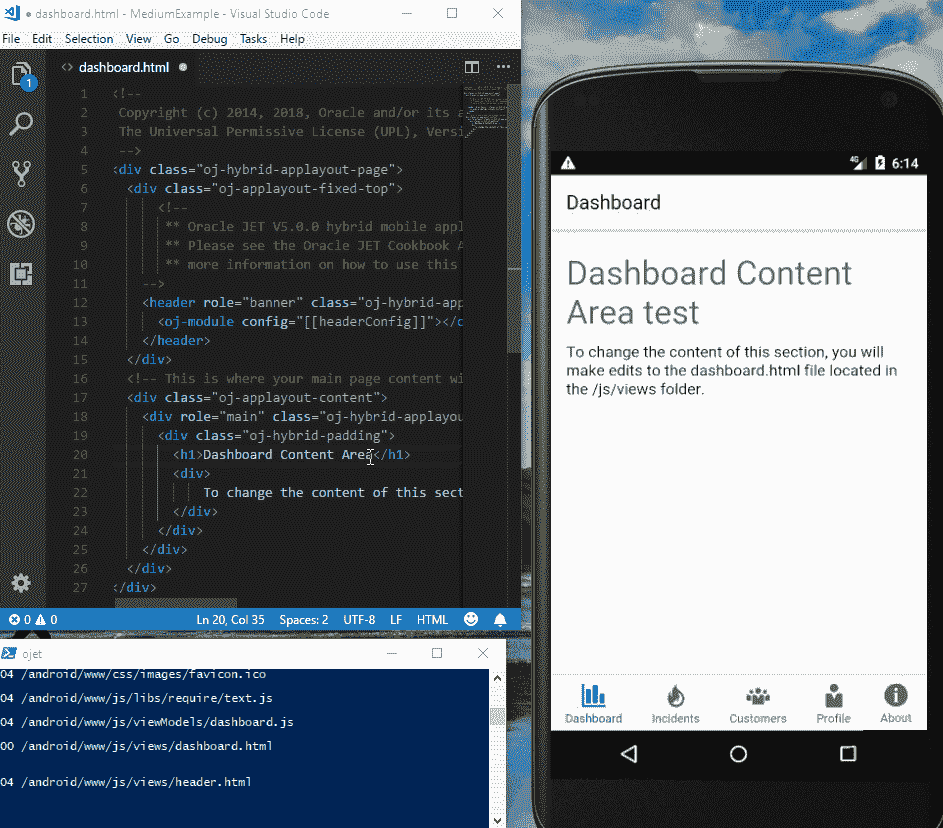 ● dashboard.html - MediumExample - Visual Studio Code
File Edit Selection View Go Debug Tasks Help
<> dashboard.html ●
1
1 <!--
2 Copyright (c) 2014, 2018, Oracle and/or its
3 The Universal Permissive License (UPL),
4 -->
5 <div class="oj-hybrid-applayout-page">
6 <div class="oj-applayout-fixed-top">
7 <!--
8 ** Oracle JET V5.0.0 hybrid mobile appl
9 ** Please see the Oracle JET Cookbook
10 ** more information on how to use this
11 -->
12 <header role="banner" class="oj-hybrid-app
13 <oj-module config="[[headerConfig]]"></
14 </header>
15 </div>
16 <!-- This is where your main page content wi
17 <div class="oj-applayout-content">
18 <div role="main" class="oj-hybrid-applayou
19 <div class="oj-hybrid-padding">
20 <h1>Dashboard Content Area</h1>
21 <div>
22 To change the content of this sect
23 </div>
24 </div>
25 </div>
26 </div>
27 </div>
0 0 Ln 20, Col 35 Spaces: 2 UTF-8 LF HTML
ojet
04 /android/www/css/images/favicon.ico
04 /android/www/js/libs/require/text.js
04 /android/www/js/viewModels/dashboard.js
00 /android/www/js/views/dashboard.html
04 /android/www/js/views/header.html
4G 6:14
Dashboard
Dashboard Content
Area test
To change the content of this section, you will
make edits to the dashboard.html file located in
the /js/views folder.
Dashboard Incidents Customers Profile About